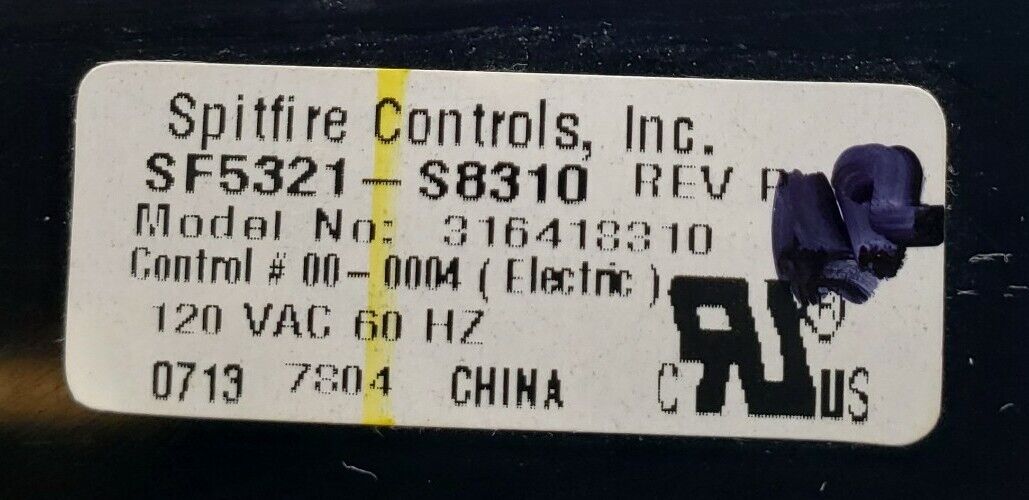 Spitfire Controls, Inc.
SF5321-S8310 REV
Model No: 316418310
Control # 00-0004 (Electric)
120 VAC 60 HZ
0713 7804 CHINA
C RU US ®